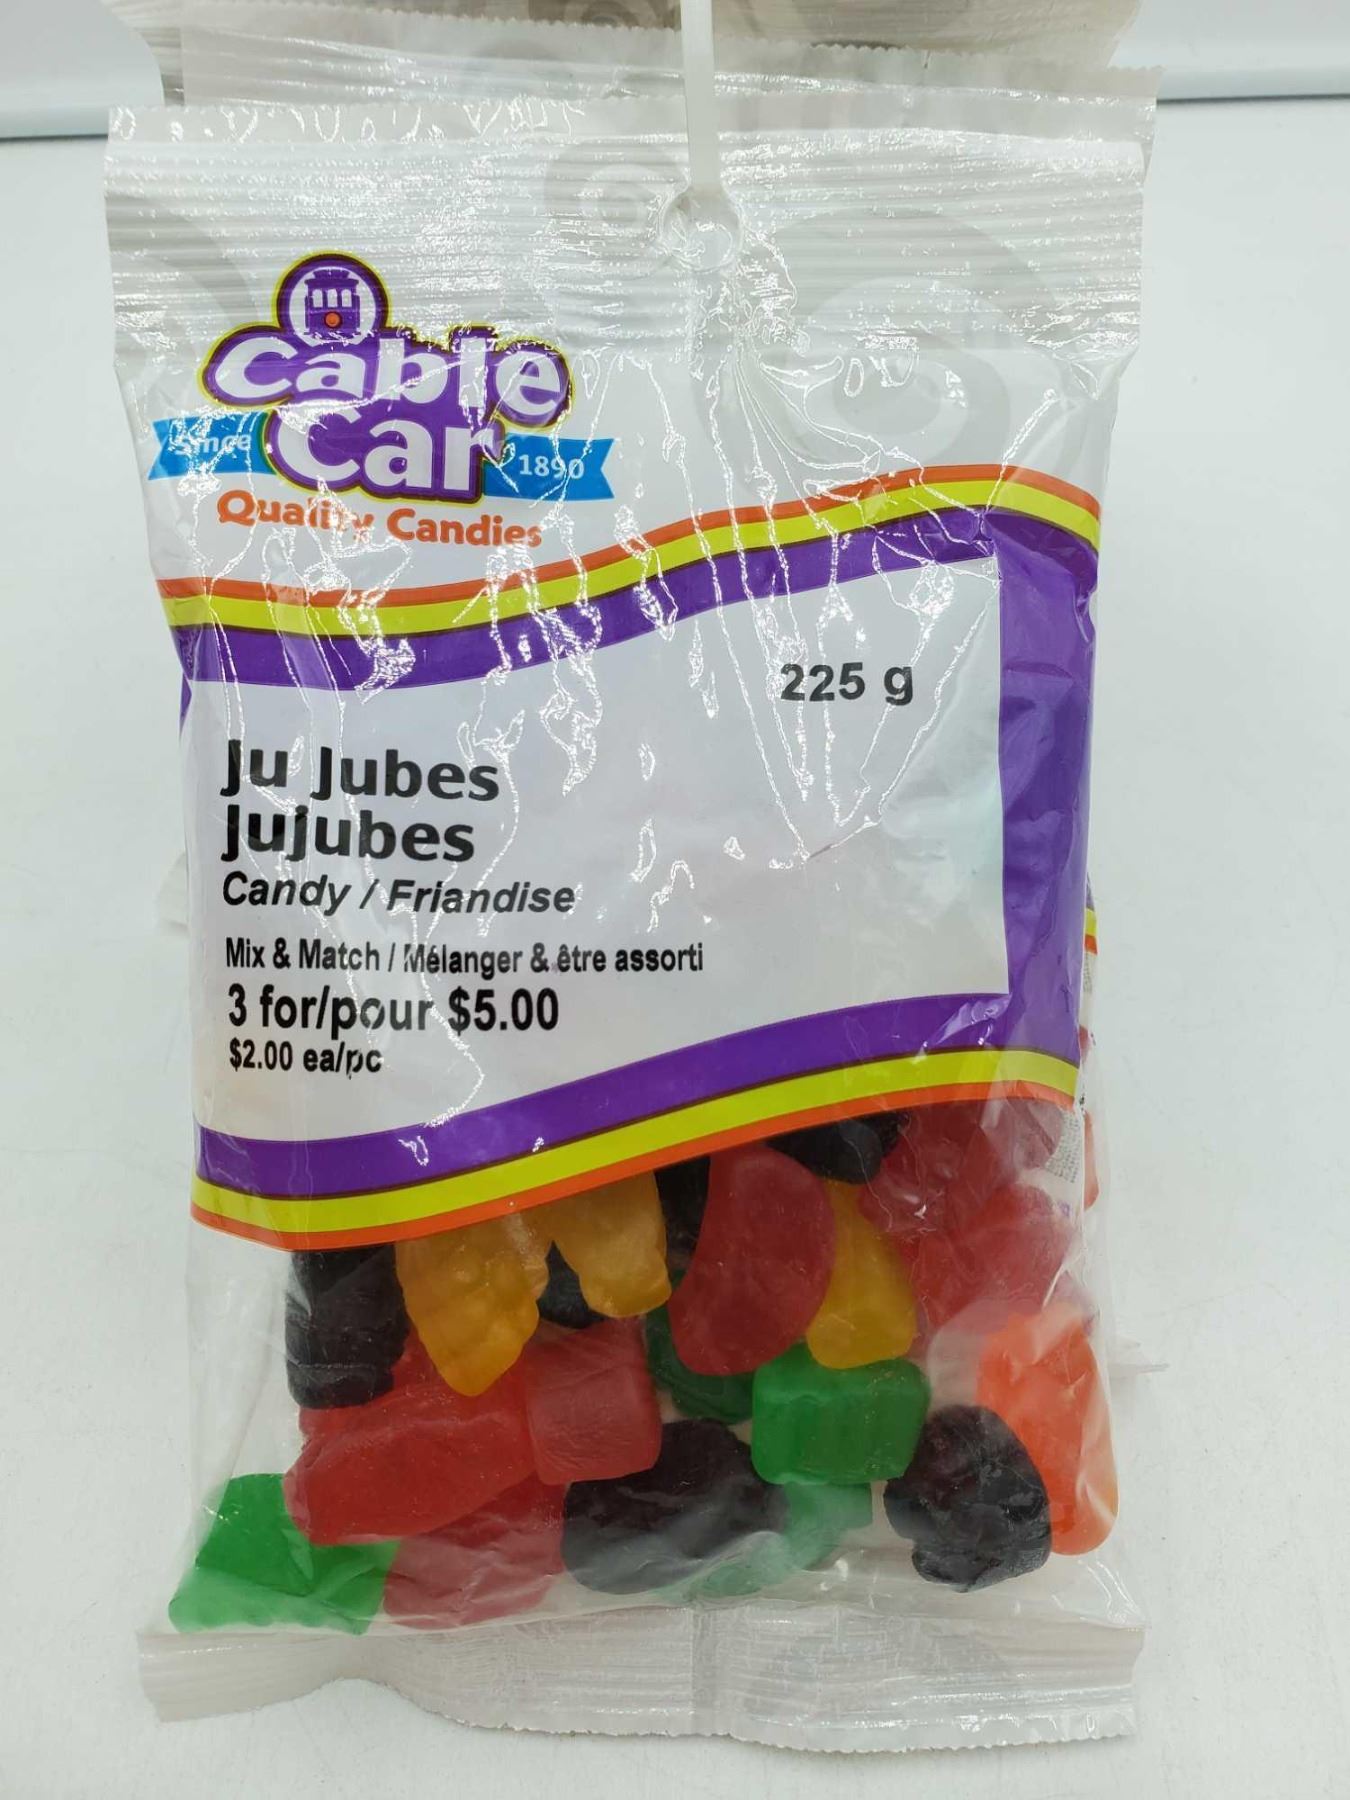 Cable
Car
Since 1890
Quality Candies
225 g
Ju Jubes
Jujubes
Candy / Friandise
Mix & Match / Mélanger & être assorti
3 for/pour $5.00
$2.00 ea/pc